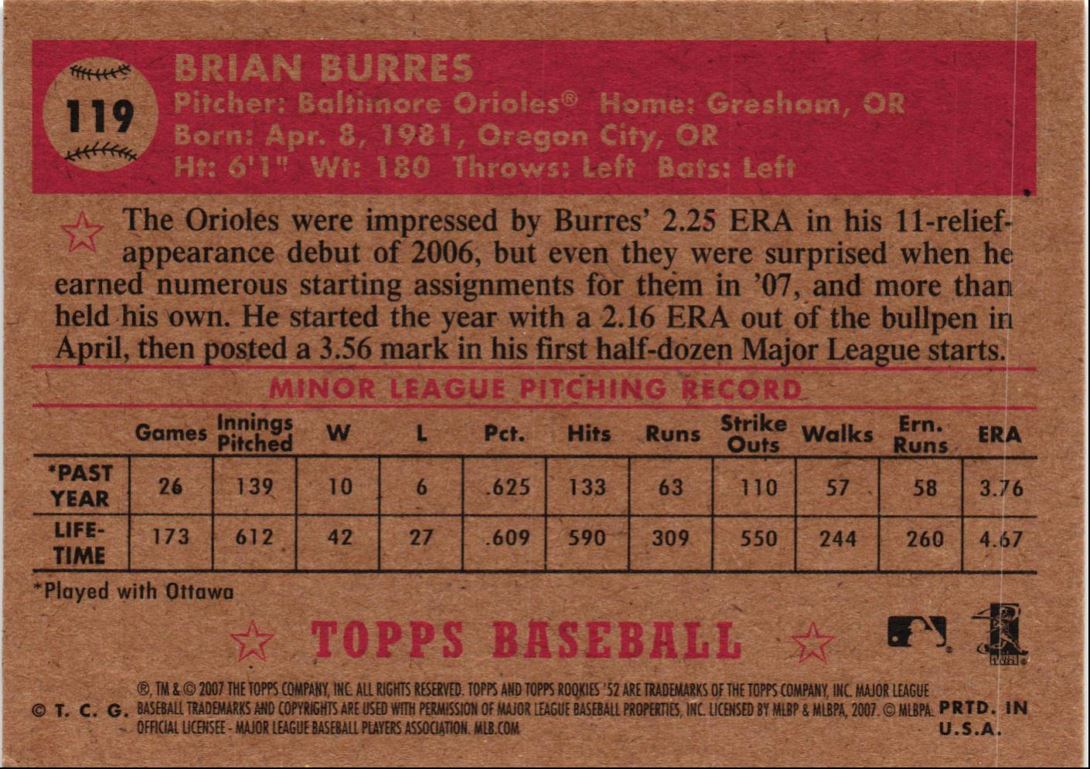 119
BRIAN BURRES
Pitcher: Baltimore Orioles® Home: Gresham, OR
Born: Apr. 8, 1981, Oregon City, OR
Ht: 6'1" Wt: 180 Throws: Left Bats: Left
The Orioles were impressed by Burres' 2.25 ERA in his 11-relief-
appearance debut of 2006, but even they were surprised when he
earned numerous starting assignments for them in '07, and more than
held his own. He started the year with a 2.16 ERA out of the bullpen in
April, then posted a 3.56 mark in his first half-dozen Major League starts.
MINOR LEAGUE PITCHING RECORD
Games Innings Pitched W L Pct. Hits Runs Strike Outs Walks Ern. Runs ERA
*PAST YEAR 26 139 10 6 .625 133 63 110 57 58 3.76
LIFE-TIME 173 612 42 27 .609 590 309 550 244 260 4.67
*Played with Ottawa
TOPPS BASEBALL
®, TM & © 2007 THE TOPPS COMPANY, INC. ALL RIGHTS RESERVED. TOPPS AND TOPPS ROOKIES '52 ARE TRADEMARKS OF THE TOPPS COMPANY, INC. MAJOR LEAGUE
© T. C. G. BASEBALL TRADEMARKS AND COPYRIGHTS ARE USED WITH PERMISSION OF MAJOR LEAGUE BASEBALL PROPERTIES, INC. LICENSED BY MLBP & MLBPA, 2007. © MLBPA. PRTD. IN
OFFICIAL LICENSEE - MAJOR LEAGUE BASEBALL PLAYERS ASSOCIATION. MLB.COM U.S.A.